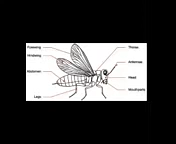 Forewing
Hindwing
Abdomen
Legs
Thorax
Antennae
Head
Mouthparts